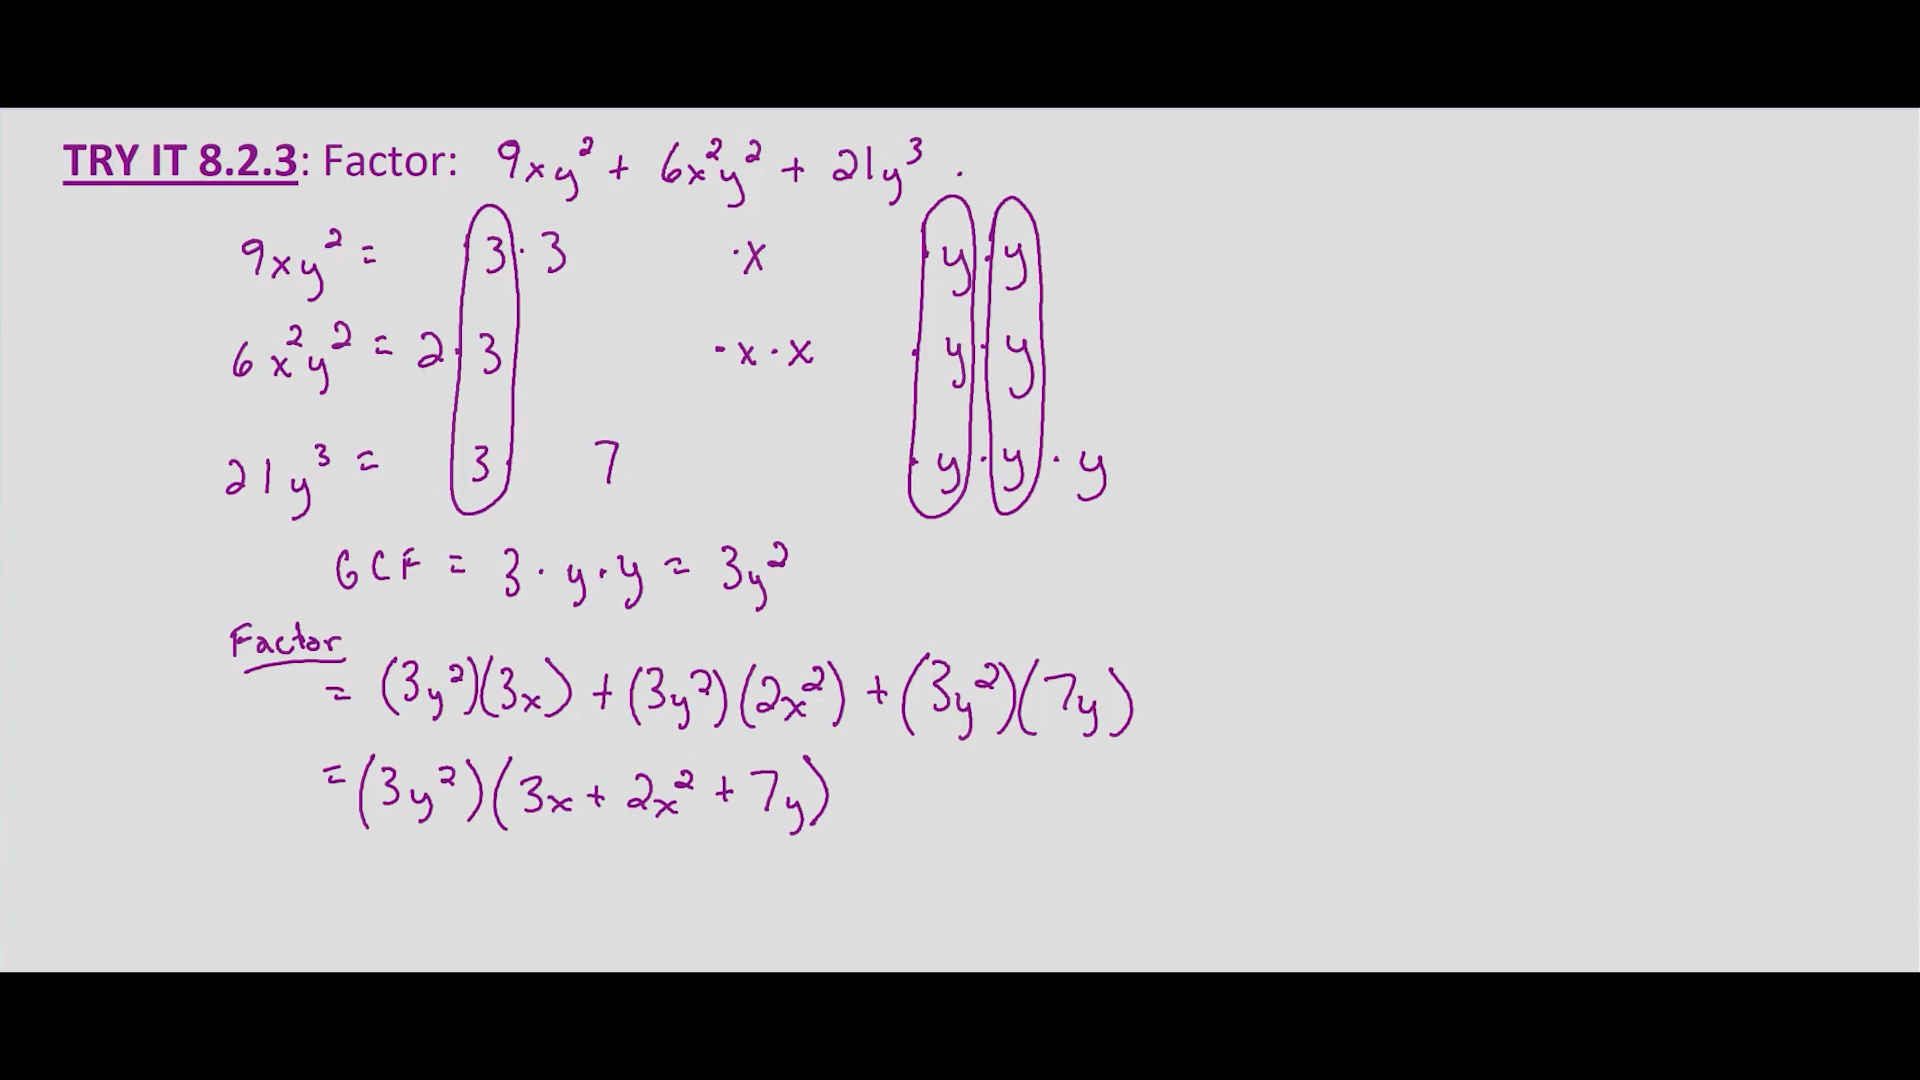 TRY IT 8.2.3: Factor: 9xy² + 6x²y² + 21y³.
9xy² = 3 · 3 · x · y · y
6x²y² = 2 · 3 · x · x · y · y
21y³ = 3 7 · y · y · y
GCF = 3 · y · y = 3y²
Factor
= (3y²)(3x) + (3y²)(2x²) + (3y²)(7y)
= (3y²)(3x + 2x² + 7y)